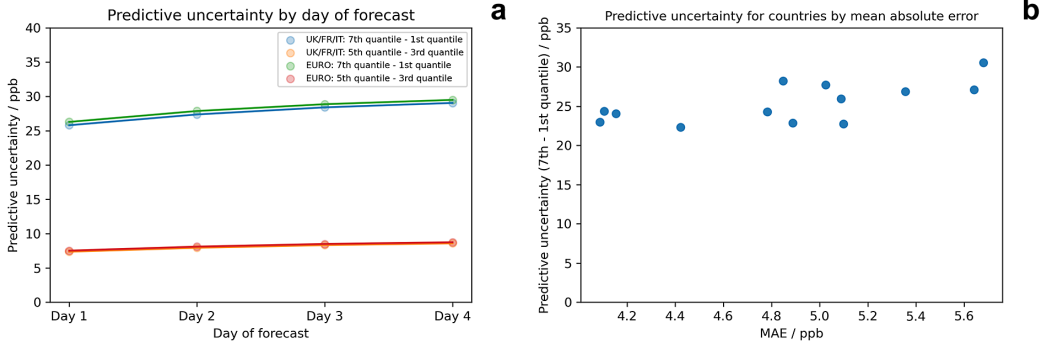 Predictive uncertainty by day of forecast
a
Predictive uncertainty / ppb
40
35
30
25
20
15
10
5
0
UK/FR/IT: 7th quantile - 1st quantile
UK/FR/IT: 5th quantile - 3rd quantile
EURO: 7th quantile - 1st quantile
EURO: 5th quantile - 3rd quantile
Day 1 Day 2 Day 3 Day 4
Day of forecast
Predictive uncertainty for countries by mean absolute error
b
Predictive uncertainty (7th - 1st quantile) / ppb
35
30
25
20
15
10
5
0
4.2 4.4 4.6 4.8 5.0 5.2 5.4 5.6
MAE / ppb